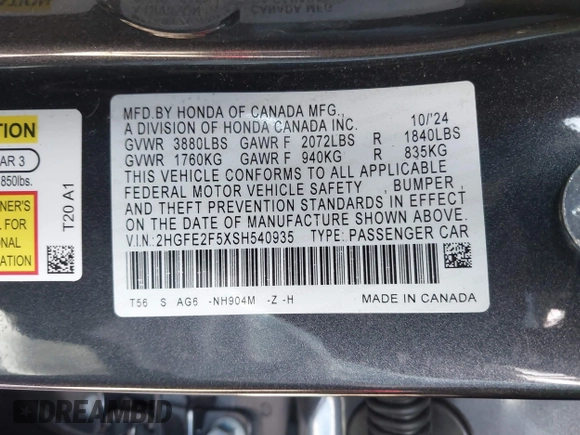 MFD.BY HONDA OF CANADA MFG.,
A DIVISION OF HONDA CANADA INC. 10/'24
GVWR 3880LBS GAWR F 2072LBS R 1840LBS
GVWR 1760KG GAWR F 940KG R 835KG
THIS VEHICLE CONFORMS TO ALL APPLICABLE
FEDERAL MOTOR VEHICLE SAFETY , BUMPER ,
AND THEFT PREVENTION STANDARDS IN EFFECT
ON THE DATE OF MANUFACTURE SHOWN ABOVE.
V.I.N.:2HGFE2F5XSH540935 TYPE: PASSENGER CAR
T56 S AG6 -NH904M -Z -H
MADE IN CANADA
AR 3
850lbs.
NER'S
L FOR
ONAL
ATION
T20 A1
DREAMBID